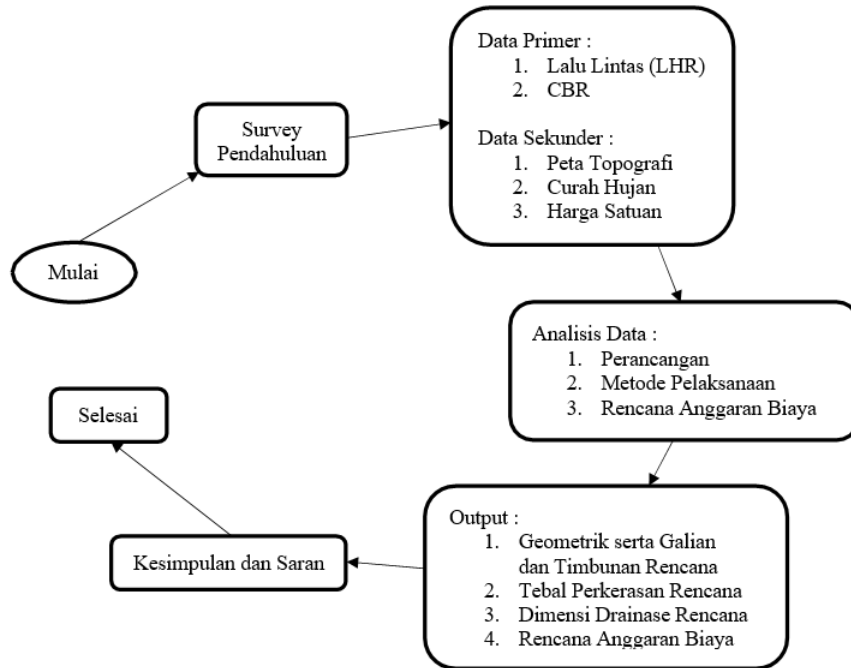 Mulai
Survey
Pendahuluan
Data Primer :
1. Lalu Lintas (LHR)
2. CBR
Data Sekunder :
1. Peta Topografi
2. Curah Hujan
3. Harga Satuan
Analisis Data :
1. Perancangan
2. Metode Pelaksanaan
3. Rencana Anggaran Biaya
Output :
1. Geometrik serta Galian
dan Timbunan Rencana
2. Tebal Perkerasan Rencana
3. Dimensi Drainase Rencana
4. Rencana Anggaran Biaya
Kesimpulan dan Saran
Selesai